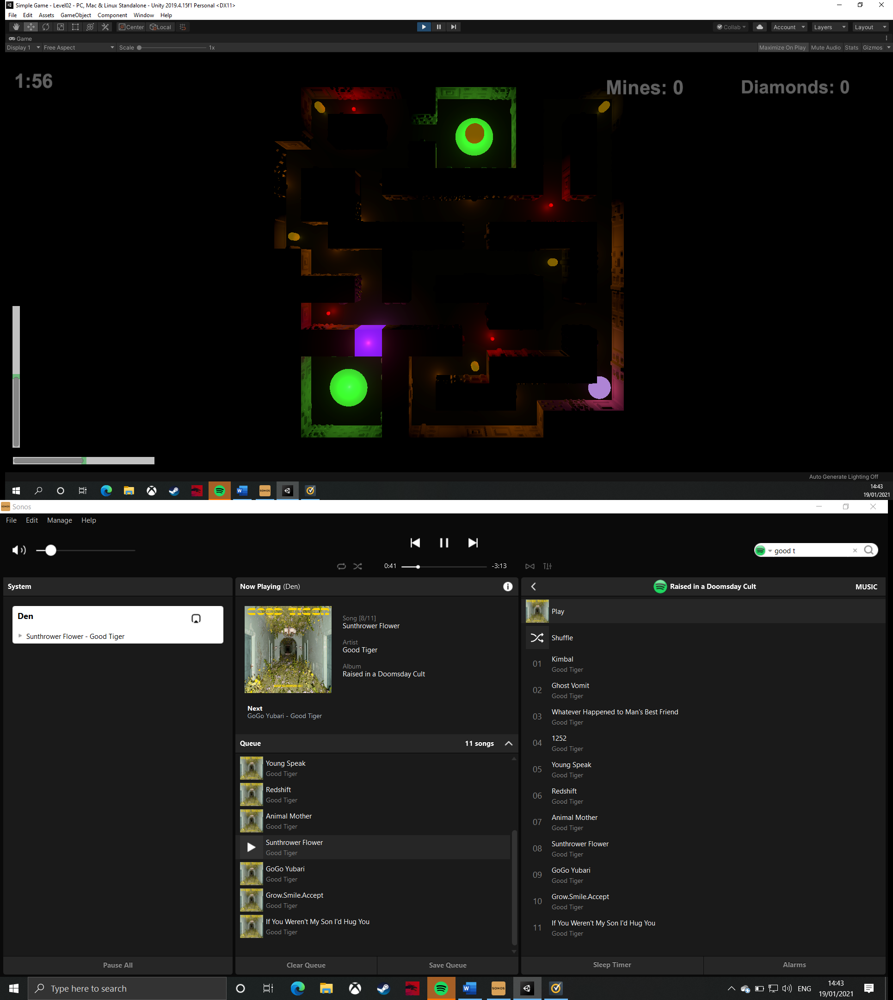 Simple Game - Level02 - PC, Mac & Linux Standalone - Unity 2019.4.15f1 Personal <DX11>
File Edit Assets GameObject Component Window Help
Center Local Collab Account Layers Layout
Game
Display 1 Free Aspect Scale 1x Maximize On Play Mute Audio Stats Gizmos
1:56 Mines: 0 Diamonds: 0
Auto Generate Lighting Off
SONOS
14:43
19/01/2021
SONOS Sonos
File Edit Manage Help
good t
0:41 -3:13
System
Den
Sunthrower Flower - Good Tiger
Now Playing (Den)
GOOD TIGER
Song [8/11]
Sunthrower Flower
Artist
Good Tiger
Album
Raised in a Doomsday Cult
Next
GoGo Yubari - Good Tiger
Queue 11 songs
Young Speak
Good Tiger
Redshift
Good Tiger
Animal Mother
Good Tiger
Sunthrower Flower
Good Tiger
GoGo Yubari
Good Tiger
Grow.Smile.Accept
Good Tiger
If You Weren't My Son I'd Hug You
Good Tiger
Raised in a Doomsday Cult MUSIC
Play
Shuffle
01 Kimbal
Good Tiger
02 Ghost Vomit
Good Tiger
03 Whatever Happened to Man's Best Friend
Good Tiger
04 1252
Good Tiger
05 Young Speak
Good Tiger
06 Redshift
Good Tiger
07 Animal Mother
Good Tiger
08 Sunthrower Flower
Good Tiger
09 GoGo Yubari
Good Tiger
10 Grow.Smile.Accept
Good Tiger
11 If You Weren't My Son I'd Hug You
Good Tiger
Pause All Clear Queue Save Queue Sleep Timer Alarms
Type here to search SONOS ENG
14:43
19/01/2021